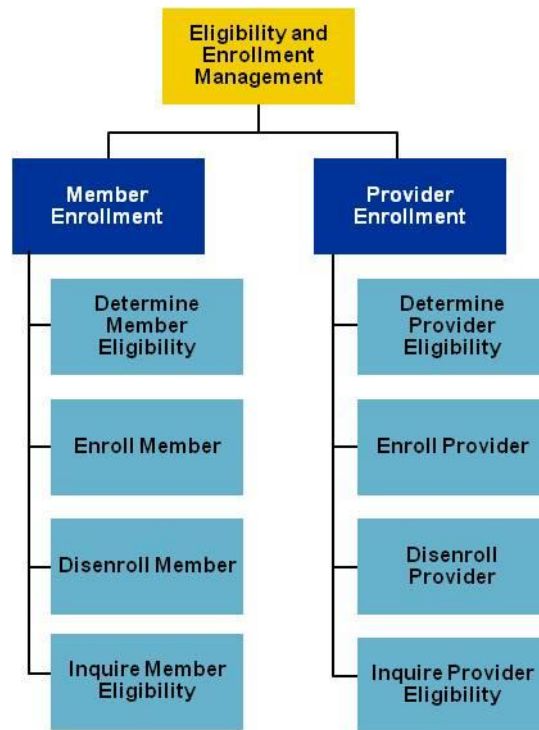 Eligibility and
Enrollment
Management
Member
Enrollment
Provider
Enrollment
Determine
Member
Eligibility
Determine
Provider
Eligibility
Enroll Member
Enroll Provider
Disenroll Member
Disenroll
Provider
Inquire Member
Eligibility
Inquire Provider
Eligibility